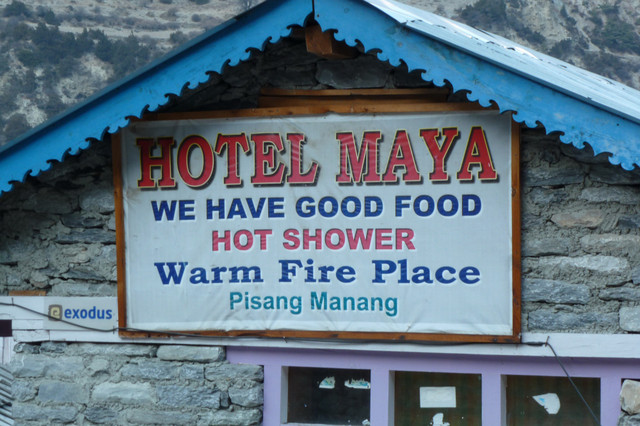 HOTEL MAYA
WE HAVE GOOD FOOD
HOT SHOWER
Warm Fire Place
Pisang Manang
exodus